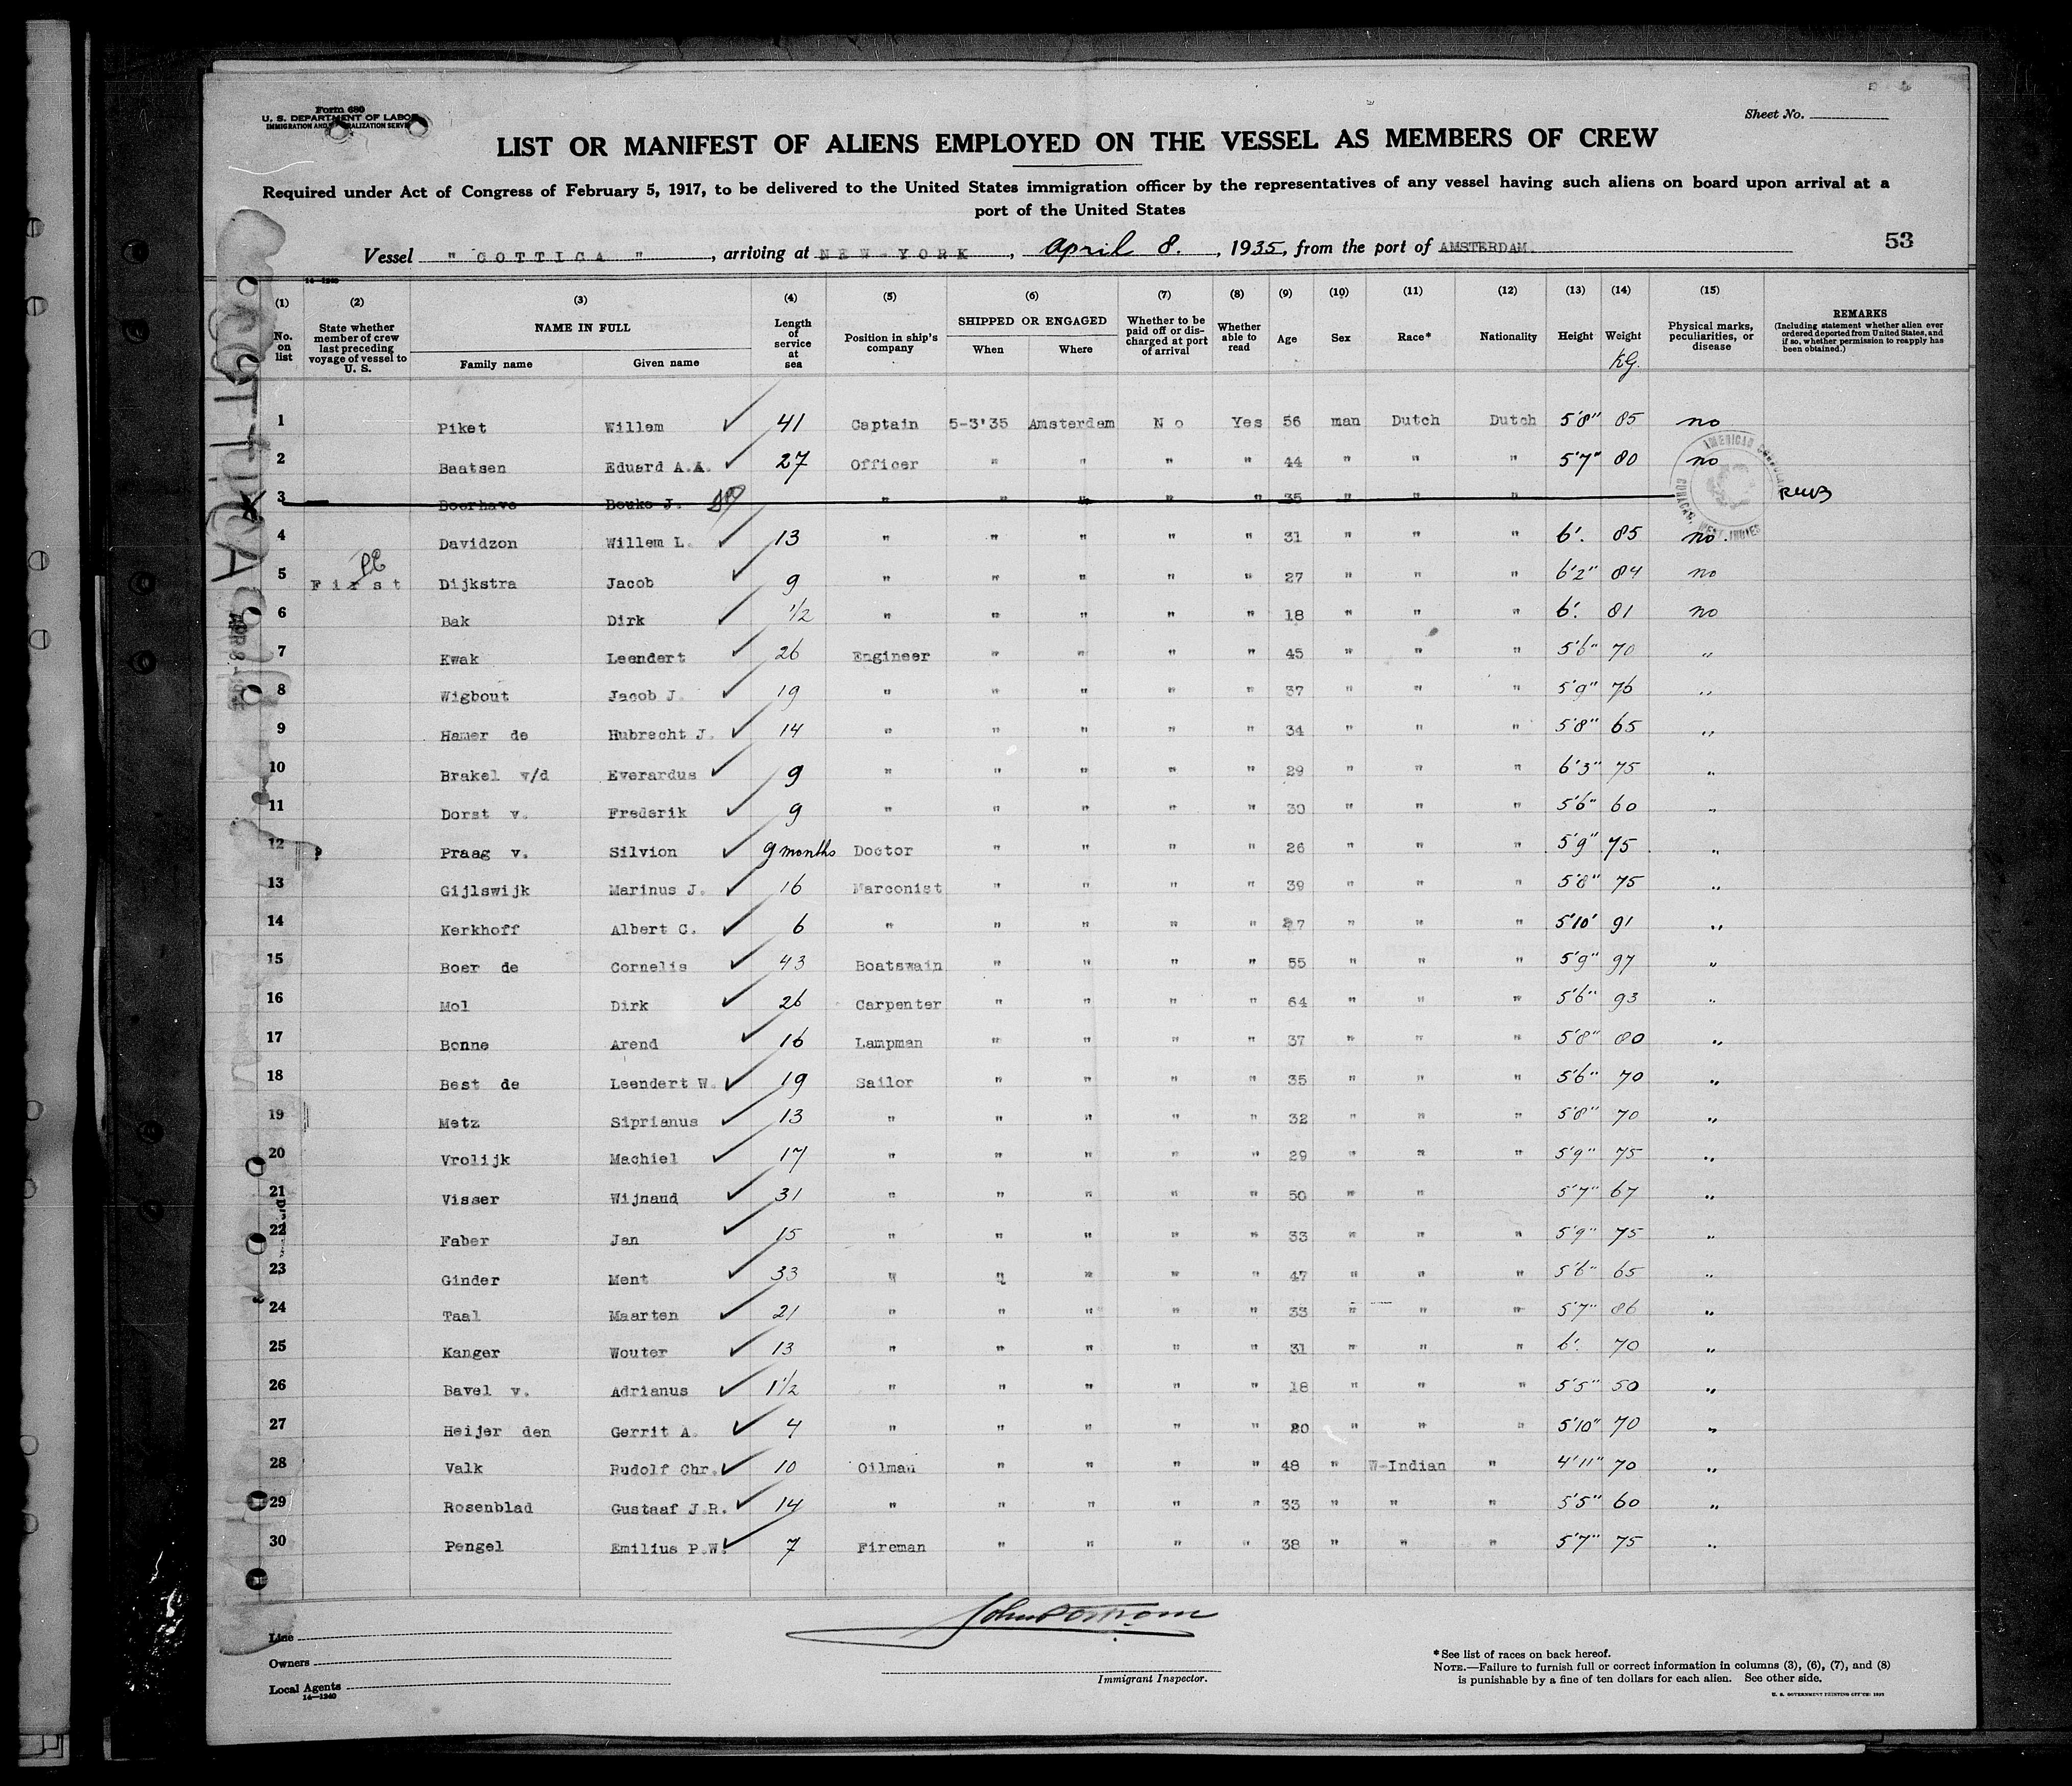 Form 680
U. S. DEPARTMENT OF LABOR
IMMIGRATION AND NATURALIZATION SERVICE
Sheet No.
LIST OR MANIFEST OF ALIENS EMPLOYED ON THE VESSEL AS MEMBERS OF CREW
Required under Act of Congress of February 5, 1917, to be delivered to the United States immigration officer by the representatives of any vessel having such aliens on board upon arrival at a
port of the United States
Vessel " COTTICA ", arriving at NEW-YORK, April 8., 1935, from the port of AMSTERDAM. 53
14—1240
(1) (2) (3) (4) (5) (6) (7) (8) (9) (10) (11) (12) (13) (14) (15)
No. on list
State whether member of crew last preceding voyage of vessel to U. S.
NAME IN FULL
Family name Given name
Length of service at sea
Position in ship's company
SHIPPED OR ENGAGED
When Where
Whether to be paid off or discharged at port of arrival
Whether able to read
Age
Sex
Race*
Nationality
Height
Weight
KG.
Physical marks, peculiarities, or disease
REMARKS
(Including statement whether alien ever ordered deported from United States, and if so, whether permission to reapply has been obtained.)
1 Piket Willem ✓ 41 Captain 5-3'35 Amsterdam No Yes 56 man Dutch Dutch 5'8" 85 no
2 Baatsen Eduard A.A. ✓ 27 Officer " " " " 44 " " " 5'7" 80 no
3 Boerhave Bouke J. " " " " " 35 " " "
4 Davidzon Willem L. ✓ 13 " " " " " 31 " " " 6'. 85 no.
5 First Dijkstra Jacob ✓ 9 " " " " " 27 " " " 6'2" 84 no
6 Bak Dirk ✓ 1/2 " " " " " 18 " " " 6'. 81 no
7 Kwak Leendert ✓ 26 Engineer " " " " 45 " " " 5'6" 70 "
8 Wigbout Jacob J. ✓ 19 " " " " " 37 " " " 5'9" 76 "
9 Hamer de Hubrecht J. ✓ 14 " " " " " 34 " " " 5'8" 65 "
10 Brakel v/d Everardus ✓ 9 " " " " " 29 " " " 6'3" 75 "
11 Dorst v. Frederik ✓ 9 " " " " " 30 " " " 5'6" 60 "
12 Praag v. Silvion ✓ 9 months Doctor " " " " 26 " " " 5'9" 75 "
13 Gijlswijk Marinus J. ✓ 16 Marconist " " " " 39 " " " 5'8" 75 "
14 Kerkhoff Albert C. ✓ 6 " " " " " 27 " " " 5'10' 91 "
15 Boer de Cornelis ✓ 43 Boatswain " " " " 55 " " " 5'9" 97 "
16 Mol Dirk ✓ 26 Carpenter " " " " 64 " " " 5'6" 93 "
17 Bonne Arend ✓ 16 Lampman " " " " 37 " " " 5'8" 80 "
18 Best de Leendert W. ✓ 19 Sailor " " " " 35 " " " 5'6" 70 "
19 Metz Siprianus ✓ 13 " " " " " 32 " " " 5'8" 70 "
20 Vrolijk Machiel ✓ 17 " " " " " 29 " " " 5'9" 75 "
21 Visser Wijnand ✓ 31 " " " " " 50 " " 5'7" 67 "
22 Faber Jan ✓ 15 " " " " " 33 " " " 5'9" 75 "
23 Ginder Ment ✓ 33 " " " " " 47 " " " 5'6" 65 "
24 Taal Maarten ✓ 21 " " " " " 33 " " " 5'7" 86 "
25 Kanger Wouter ✓ 13 " " " " " 31 " " " 6'. 70 "
26 Bavel v. Adrianus ✓ 1 1/2 " " " " " 18 " " " 5'5" 50 "
27 Heijer den Gerrit A. ✓ 4 " " " " " 20 " " " 5'10" 70 "
28 Valk Rudolf Chr. ✓ 10 Oilman " " " " 48 " W-Indian " 4'11" 70 "
29 Rosenblad Gustaaf J.R. ✓ 14 " " " " " 33 " " " 5'5" 60 "
30 Pengel Emilius P.W. ✓ 7 Fireman " " " " 38 " " " 5'7" 75 "
Line
Owners
Local Agents
14—1240
Immigrant Inspector.
* See list of races on back hereof.
NOTE.—Failure to furnish full or correct information in columns (3), (6), (7), and (8)
is punishable by a fine of ten dollars for each alien. See other side.
U. S. GOVERNMENT PRINTING OFFICE
AMERICAN CONSULATE
CURACAO, WEST INDIES
COTTICA